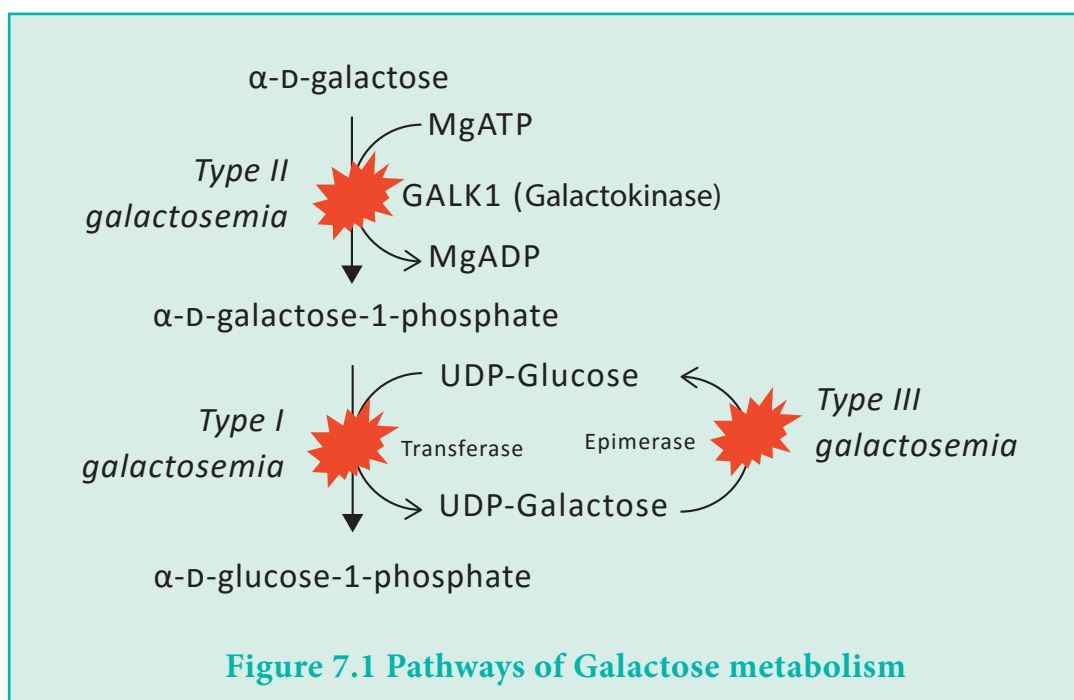 α-D-galactose
MgATP
Type II
galactosemia
GALK1 (Galactokinase)
MgADP
α-D-galactose-1-phosphate
UDP-Glucose
Type I
galactosemia
Transferase
Epimerase
Type III
galactosemia
UDP-Galactose
α-D-glucose-1-phosphate
Figure 7.1 Pathways of Galactose metabolism